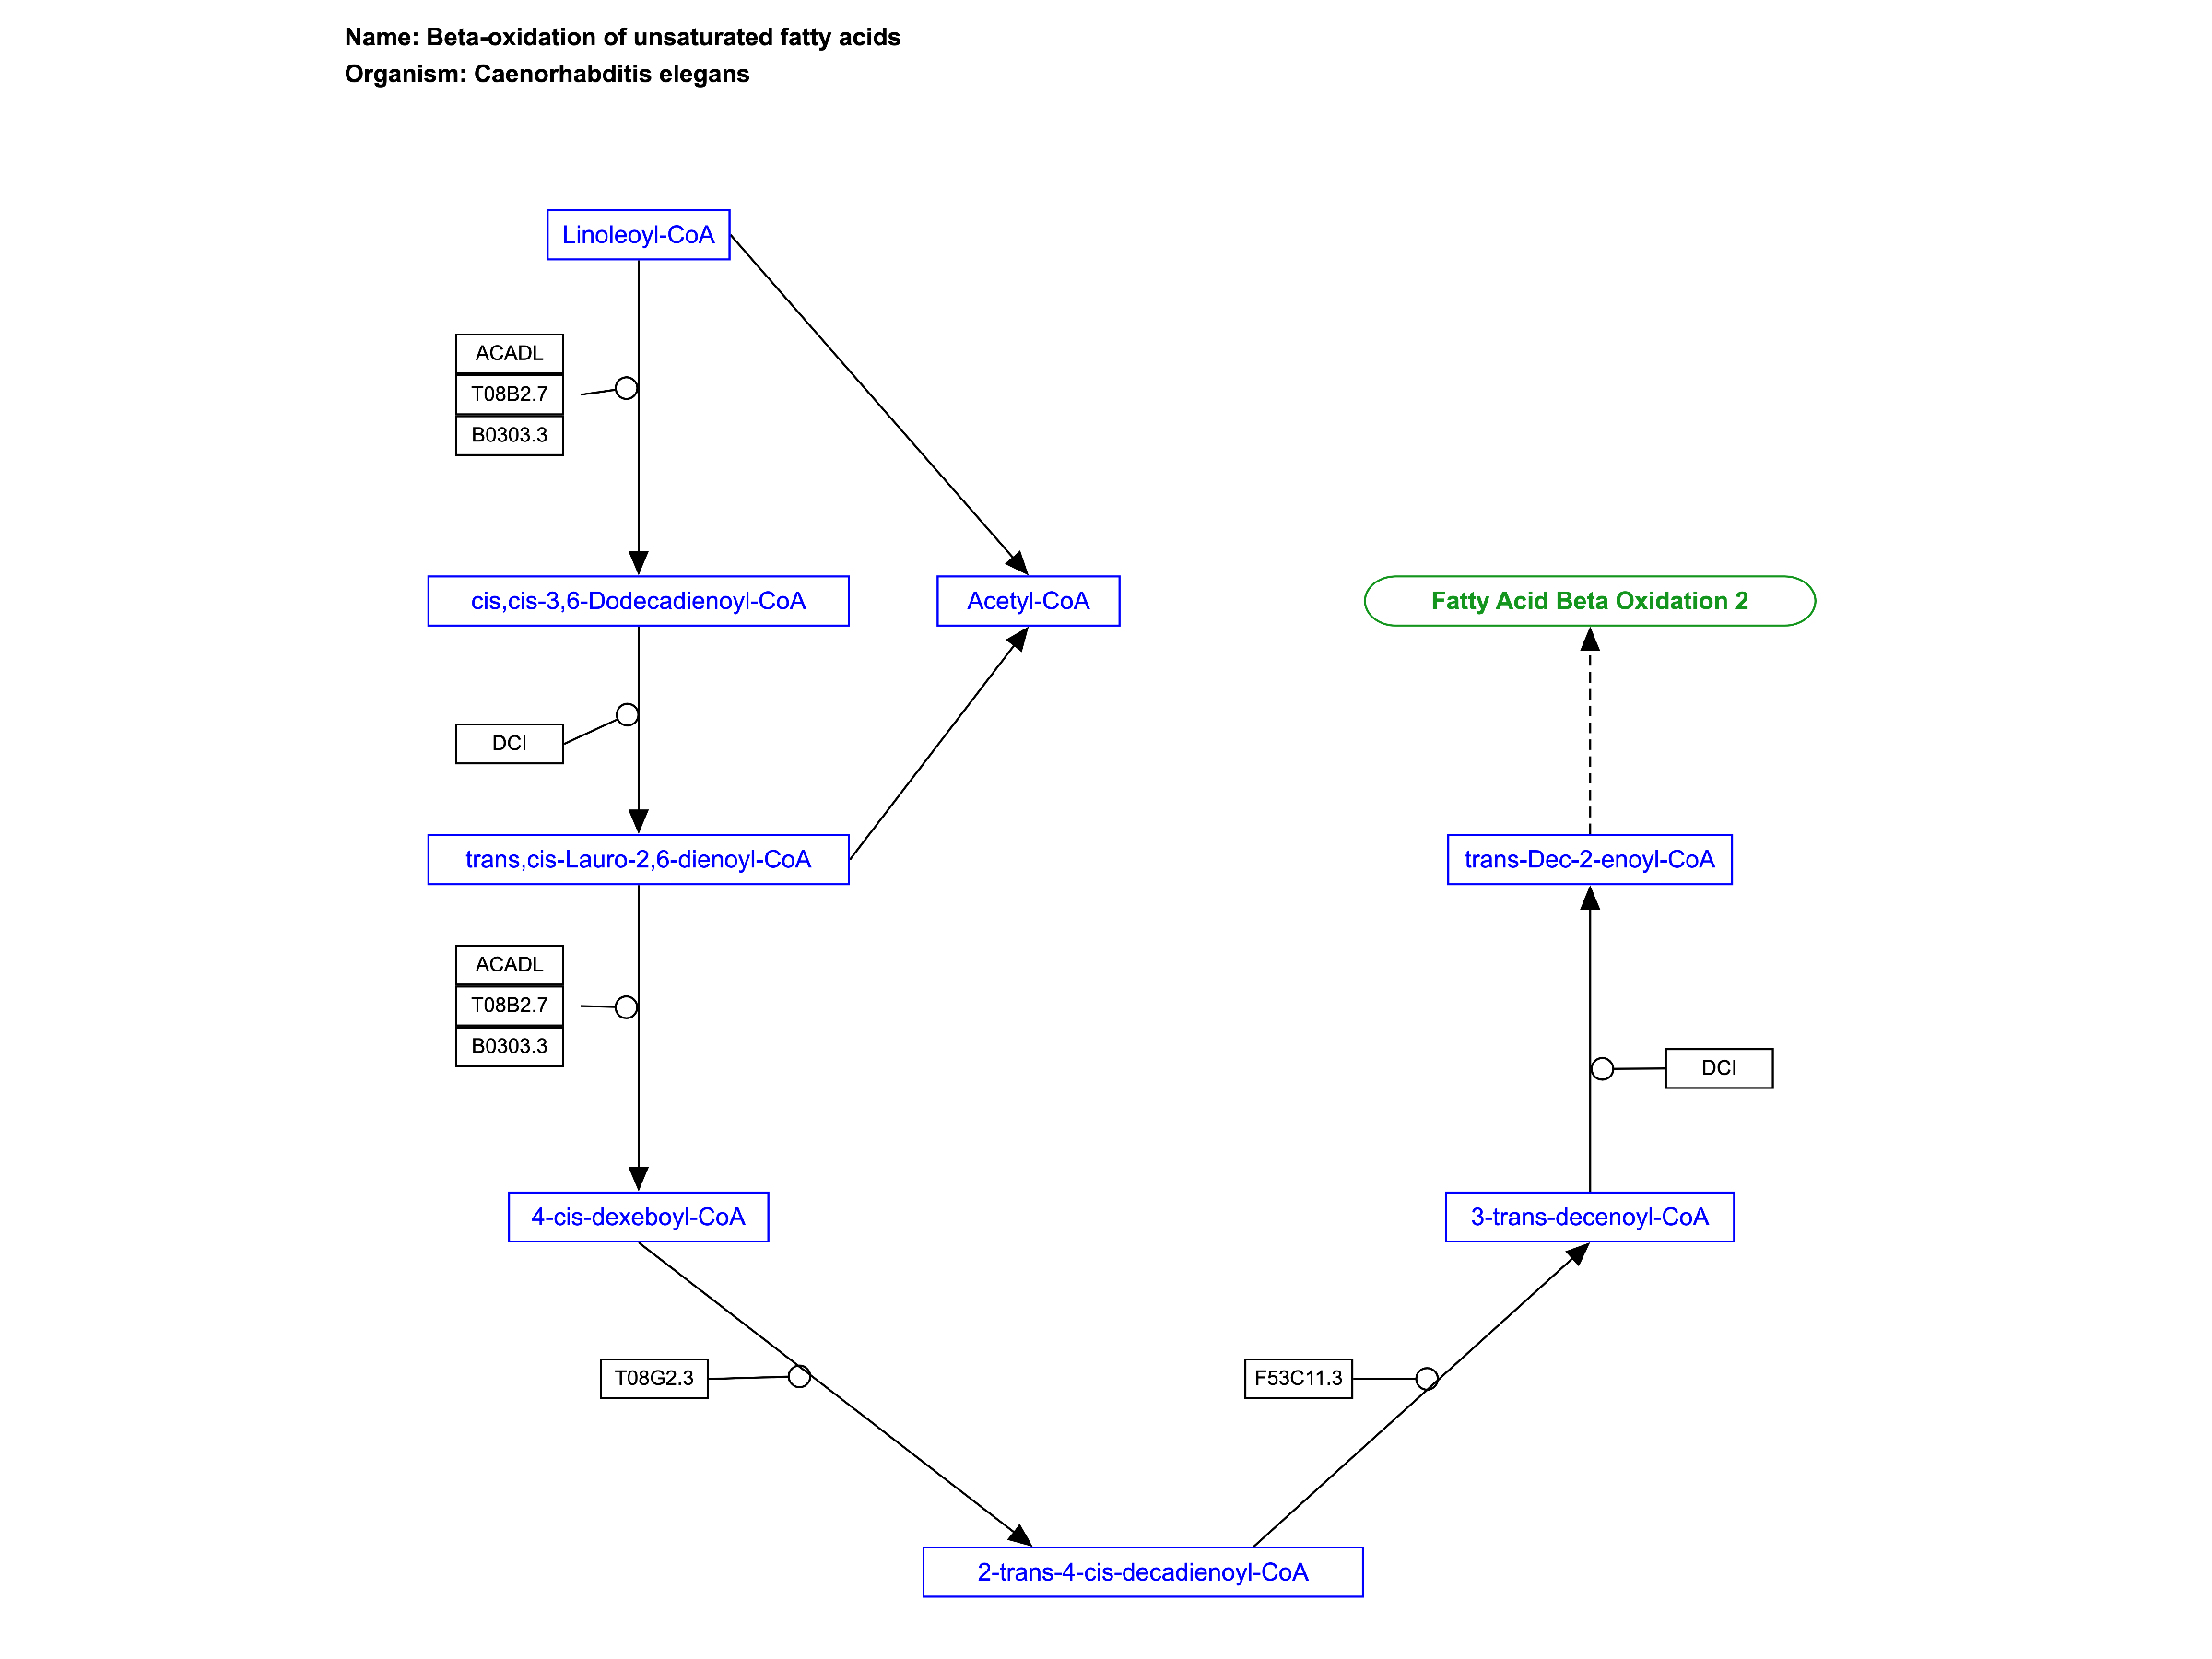 Name: Beta-oxidation of unsaturated fatty acids
Organism: Caenorhabditis elegans
Linoleoyl-CoA
ACADL
T08B2.7
B0303.3
cis,cis-3,6-Dodecadienoyl-CoA
Acetyl-CoA
Fatty Acid Beta Oxidation 2
DCI
trans,cis-Lauro-2,6-dienoyl-CoA
trans-Dec-2-enoyl-CoA
ACADL
T08B2.7
B0303.3
DCI
4-cis-dexeboyl-CoA
3-trans-decenoyl-CoA
T08G2.3
F53C11.3
2-trans-4-cis-decadienoyl-CoA